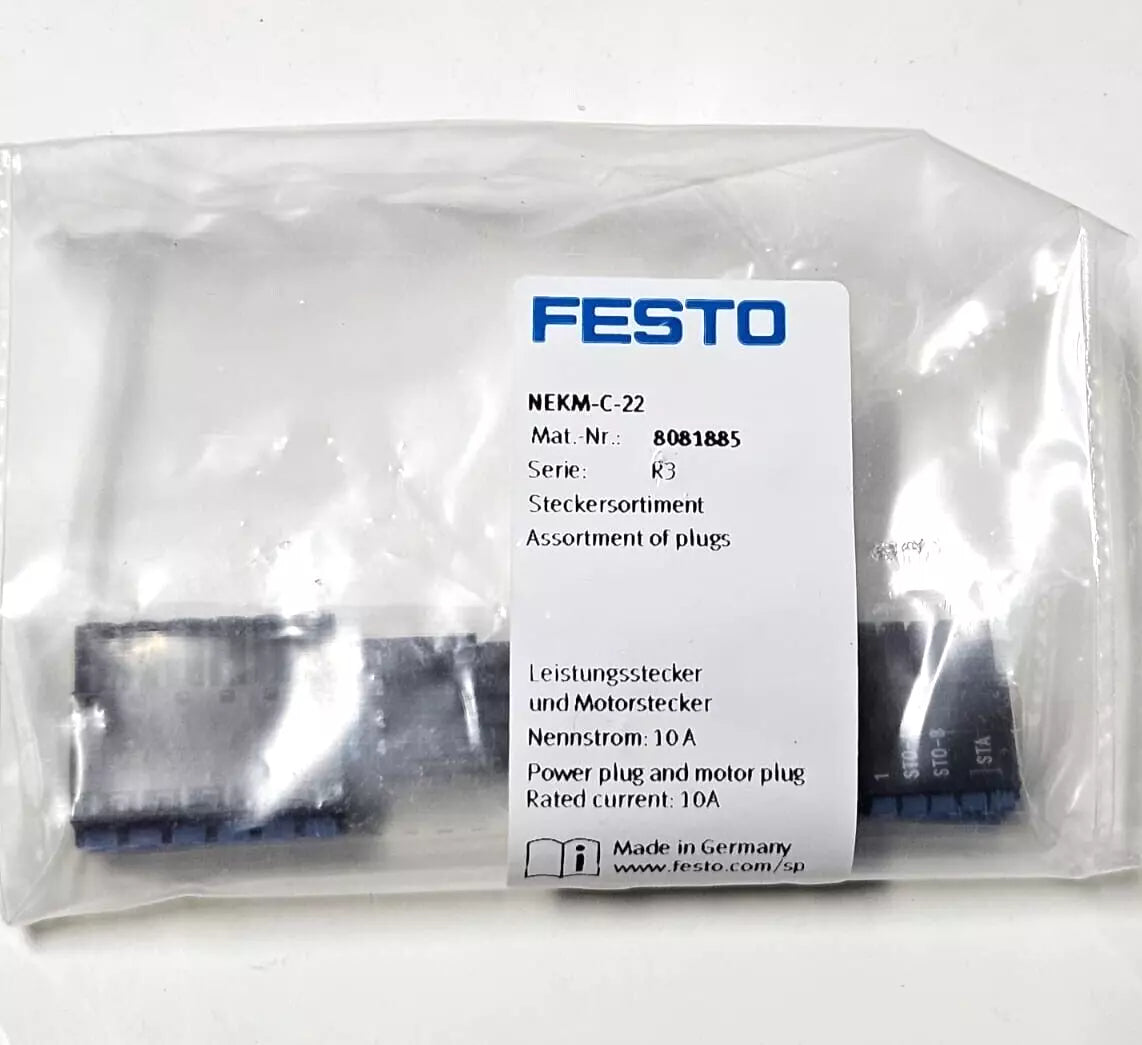 FESTO
NEKM-C-22
Mat.-Nr.: 8081885
Serie: R3
Steckersortiment
Assortment of plugs
Leistungsstecker
und Motorstecker
Nennstrom: 10 A
Power plug and motor plug
Rated current: 10A
i
Made in Germany
www.festo.com/sp
1
STO-B
STA